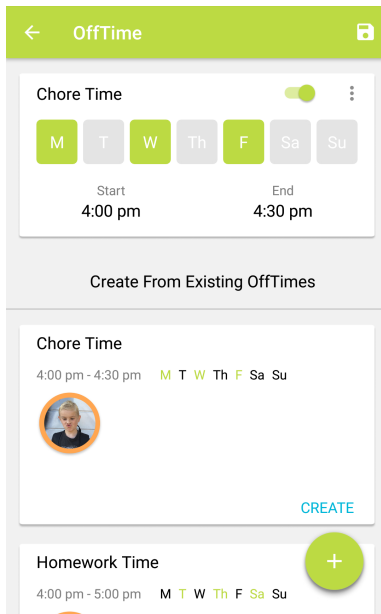 OffTime
Chore Time
M T W Th F Sa Su
Start End
4:00 pm 4:30 pm
Create From Existing OffTimes
Chore Time
4:00 pm - 4:30 pm M T W Th F Sa Su
CREATE
Homework Time
4:00 pm - 5:00 pm M T W Th F Sa Su